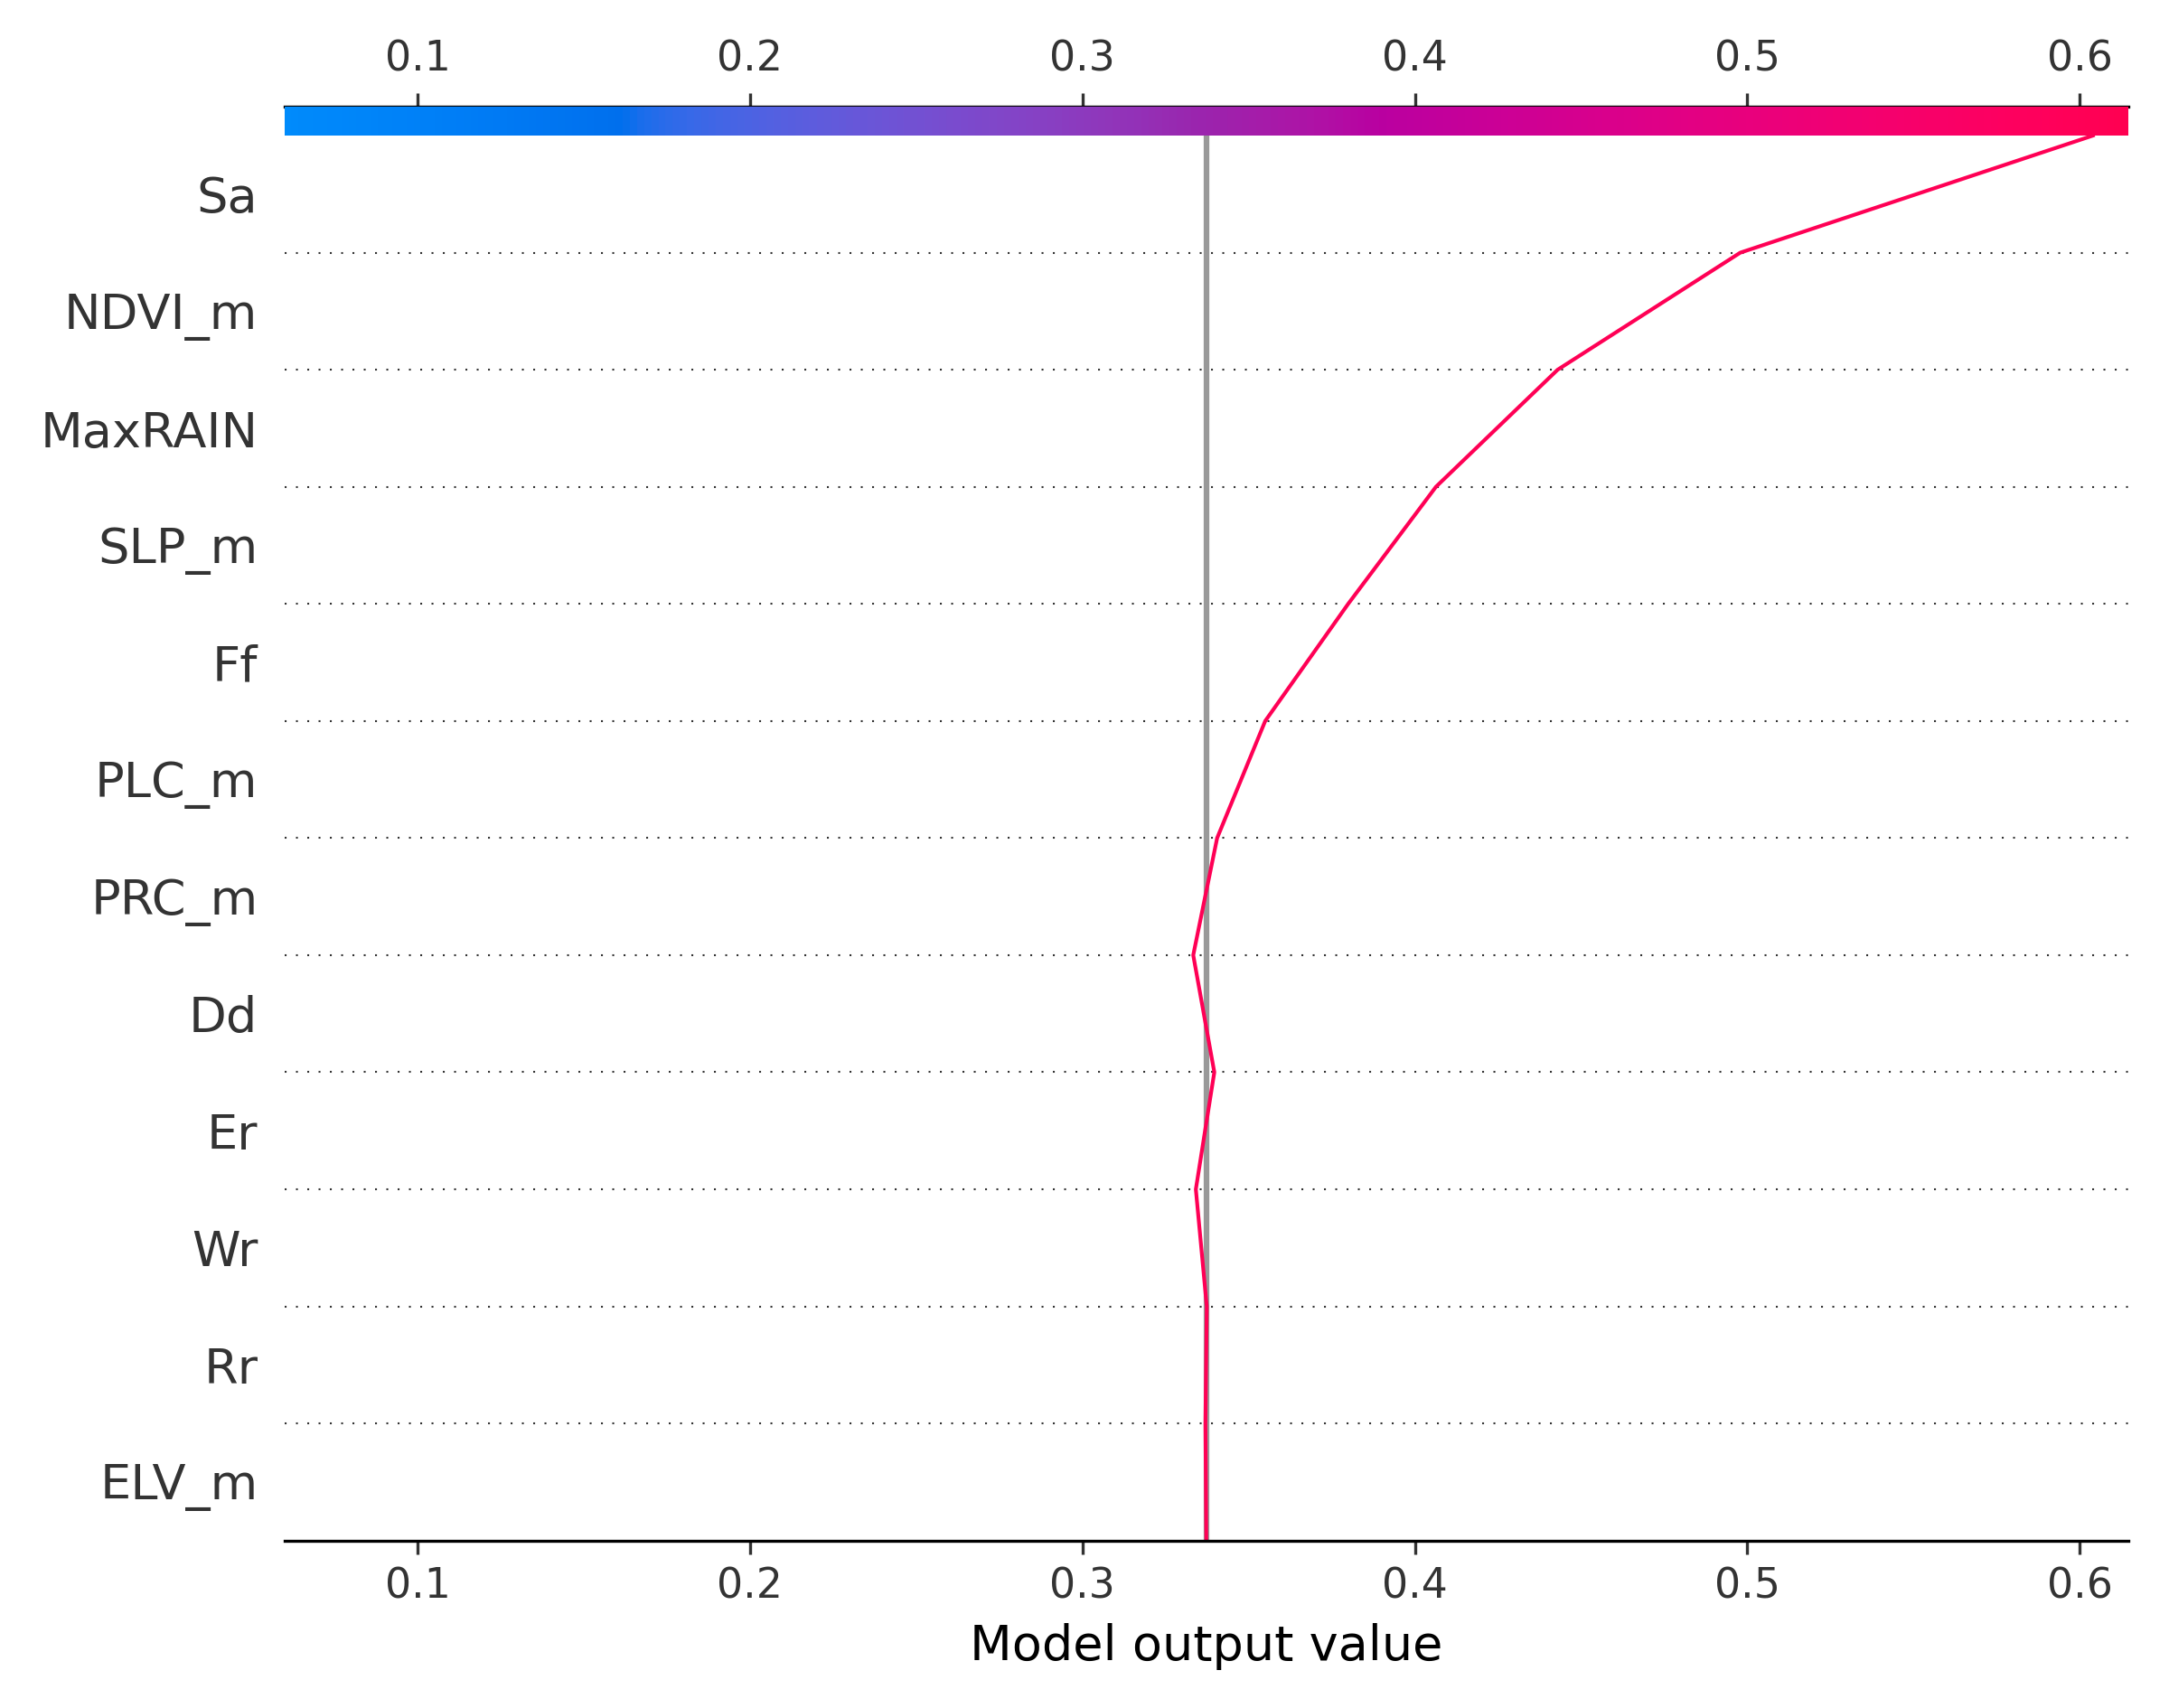 0.1 0.2 0.3 0.4 0.5 0.6
Sa
NDVI_m
MaxRAIN
SLP_m
Ff
PLC_m
PRC_m
Dd
Er
Wr
Rr
ELV_m
0.1 0.2 0.3 0.4 0.5 0.6
Model output value